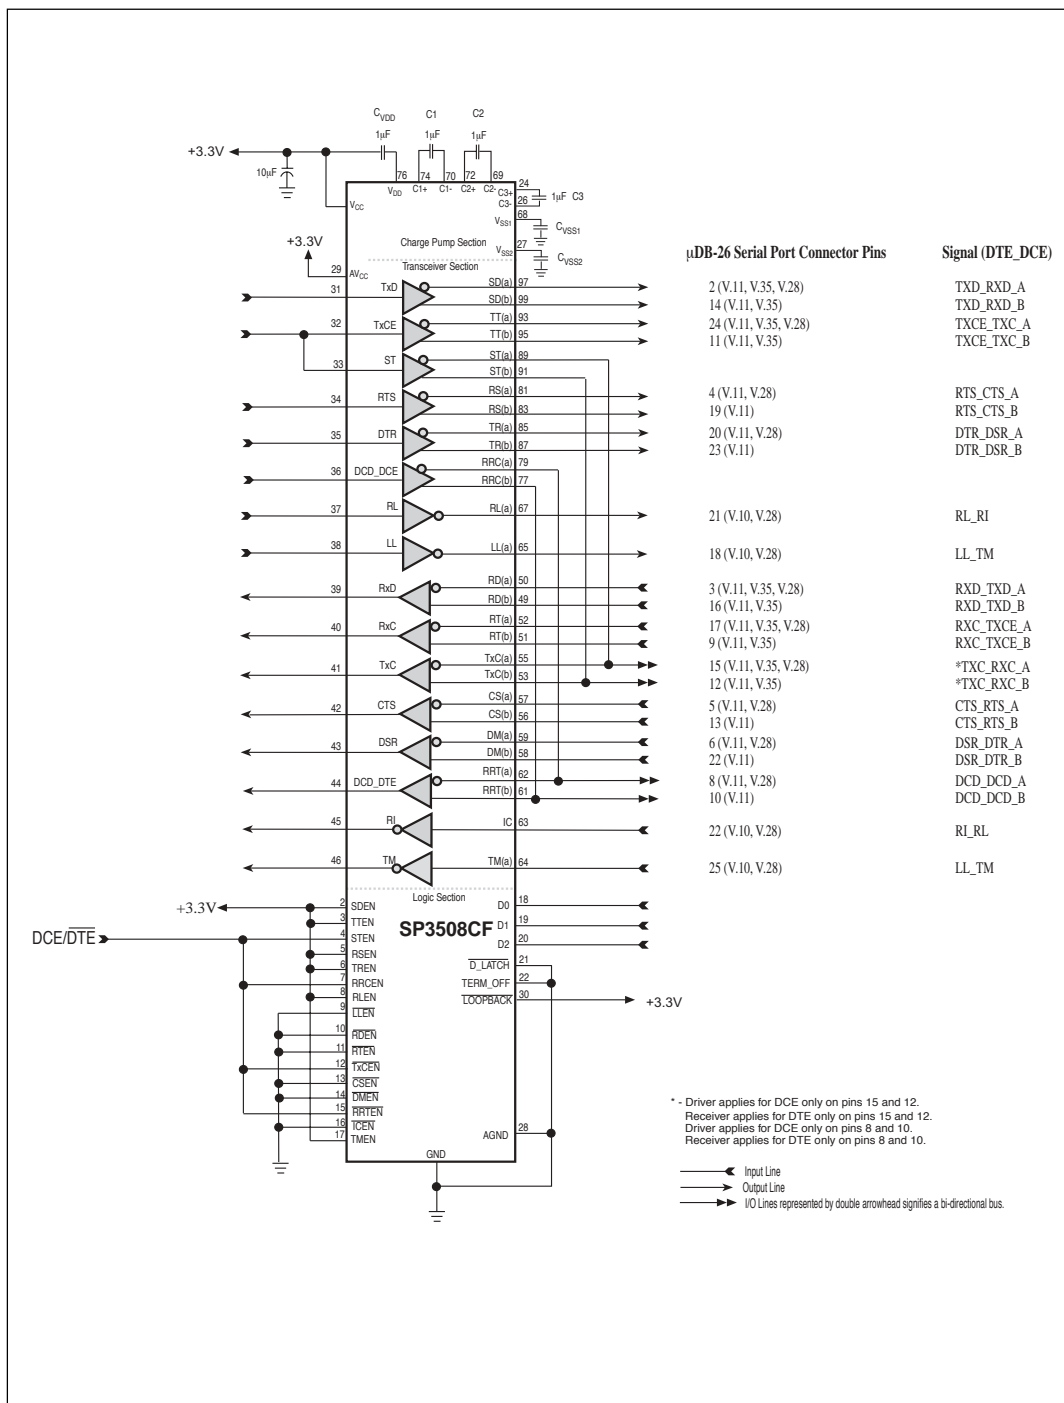 C_VDD C1 C2
1µF 1µF 1µF
+3.3V
10µF
76 74 70 72 69
V_DD C1+ C1- C2+ C2-
24
C3+
1µF C3
C3- 26
V_CC
68
V_SS1
C_VSS1
+3.3V
Charge Pump Section
27
V_SS2
C_VSS2
µDB-26 Serial Port Connector Pins Signal (DTE_DCE)
Transceiver Section
29 AV_CC
31 TxD SD(a) 97 2 (V.11, V.35, V.28) TXD_RXD_A
SD(b) 99 14 (V.11, V.35) TXD_RXD_B
32 TxCE TT(a) 93 24 (V.11, V.35, V.28) TXCE_TXC_A
TT(b) 95 11 (V.11, V.35) TXCE_TXC_B
33 ST ST(a) 89
ST(b) 91
34 RTS RS(a) 81 4 (V.11, V.28) RTS_CTS_A
RS(b) 83 19 (V.11) RTS_CTS_B
35 DTR TR(a) 85 20 (V.11, V.28) DTR_DSR_A
TR(b) 87 23 (V.11) DTR_DSR_B
36 DCD_DCE RRC(a) 79
RRC(b) 77
37 RL RL(a) 67 21 (V.10, V.28) RL_RI
38 LL LL(a) 65 18 (V.10, V.28) LL_TM
39 RxD RD(a) 50 3 (V.11, V.35, V.28) RXD_TXD_A
RD(b) 49 16 (V.11, V.35) RXD_TXD_B
40 RxC RT(a) 52 17 (V.11, V.35, V.28) RXC_TXCE_A
RT(b) 51 9 (V.11, V.35) RXC_TXCE_B
41 TxC TxC(a) 55 15 (V.11, V.35, V.28) *TXC_RXC_A
TxC(b) 53 12 (V.11, V.35) *TXC_RXC_B
42 CTS CS(a) 57 5 (V.11, V.28) CTS_RTS_A
CS(b) 56 13 (V.11) CTS_RTS_B
43 DSR DM(a) 59 6 (V.11, V.28) DSR_DTR_A
DM(b) 58 22 (V.11) DSR_DTR_B
44 DCD_DTE RRT(a) 62 8 (V.11, V.28) DCD_DCD_A
RRT(b) 61 10 (V.11) DCD_DCD_B
45 RI IC 63 22 (V.10, V.28) RI_RL
46 TM TM(a) 64 25 (V.10, V.28) LL_TM
Logic Section
+3.3V 2 SDEN D0 18
3 TTEN SP3508CF D1 19
DCE/DTE 4 STEN D2 20
5 RSEN
6 TREN D_LATCH 21
7 RRCEN TERM_OFF 22
8 RLEN LOOPBACK 30 +3.3V
9 LLEN
10 RDEN
11 RTEN
12 TxCEN
13 CSEN
14 DMEN
15 RRTEN
16 ICEN
17 TMEN
AGND 28
GND
* - Driver applies for DCE only on pins 15 and 12.
Receiver applies for DTE only on pins 15 and 12.
Driver applies for DCE only on pins 8 and 10.
Receiver applies for DTE only on pins 8 and 10.
Input Line
Output Line
I/O Lines represented by double arrowhead signifies a bi-directional bus.